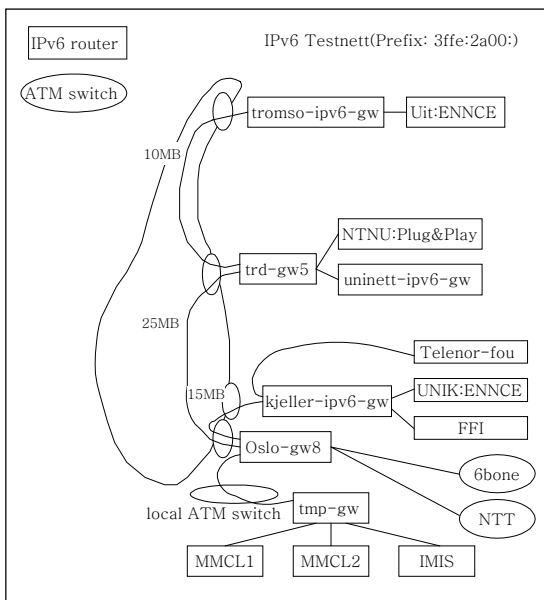 IPv6 router
IPv6 Testnett(Prefix: 3ffe:2a00:)
ATM switch
tromso-ipv6-gw
Uit:ENNCE
10MB
NTNU:Plug&Play
trd-gw5
uninett-ipv6-gw
25MB
Telenor-fou
15MB
kjeller-ipv6-gw
UNIK:ENNCE
FFI
Oslo-gw8
6bone
local ATM switch
tmp-gw
NTT
MMCL1
MMCL2
IMIS